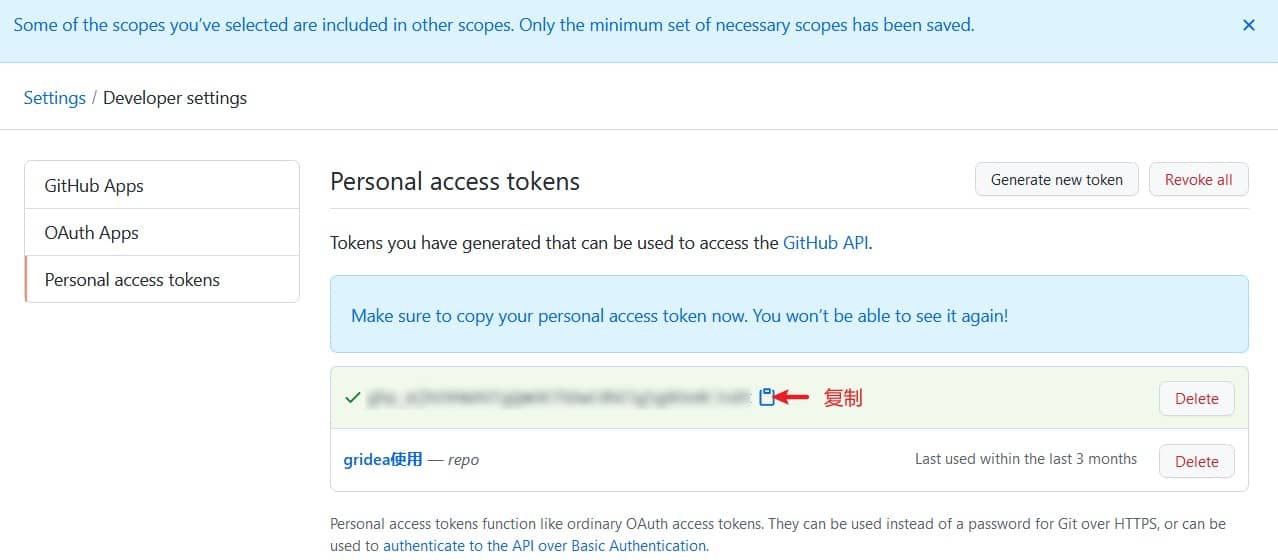 Some of the scopes you’ve selected are included in other scopes. Only the minimum set of necessary scopes has been saved.
Settings / Developer settings
GitHub Apps
OAuth Apps
Personal access tokens
Personal access tokens
Generate new token
Revoke all
Tokens you have generated that can be used to access the GitHub API.
Make sure to copy your personal access token now. You won’t be able to see it again!
复制
Delete
gridea使用 — repo
Last used within the last 3 months
Delete
Personal access tokens function like ordinary OAuth access tokens. They can be used instead of a password for Git over HTTPS, or can be
used to authenticate to the API over Basic Authentication.